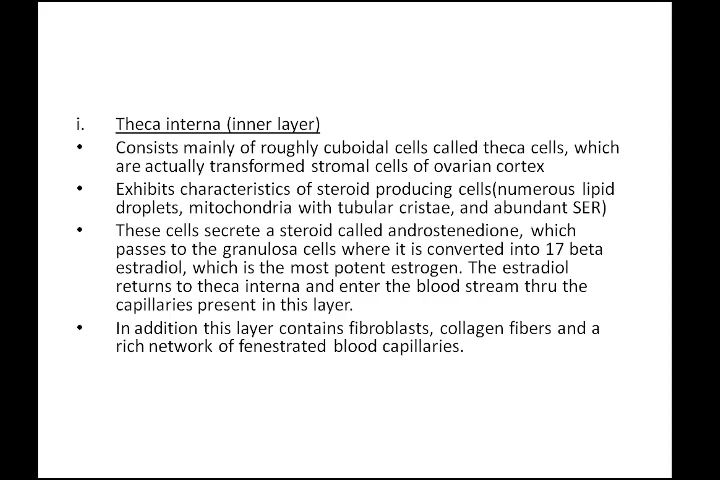 i. Theca interna (inner layer)
• Consists mainly of roughly cuboidal cells called theca cells, which
are actually transformed stromal cells of ovarian cortex
• Exhibits characteristics of steroid producing cells(numerous lipid
droplets, mitochondria with tubular cristae, and abundant SER)
• These cells secrete a steroid called androstenedione, which
passes to the granulosa cells where it is converted into 17 beta
estradiol, which is the most potent estrogen. The estradiol
returns to theca interna and enter the blood stream thru the
capillaries present in this layer.
• In addition this layer contains fibroblasts, collagen fibers and a
rich network of fenestrated blood capillaries.